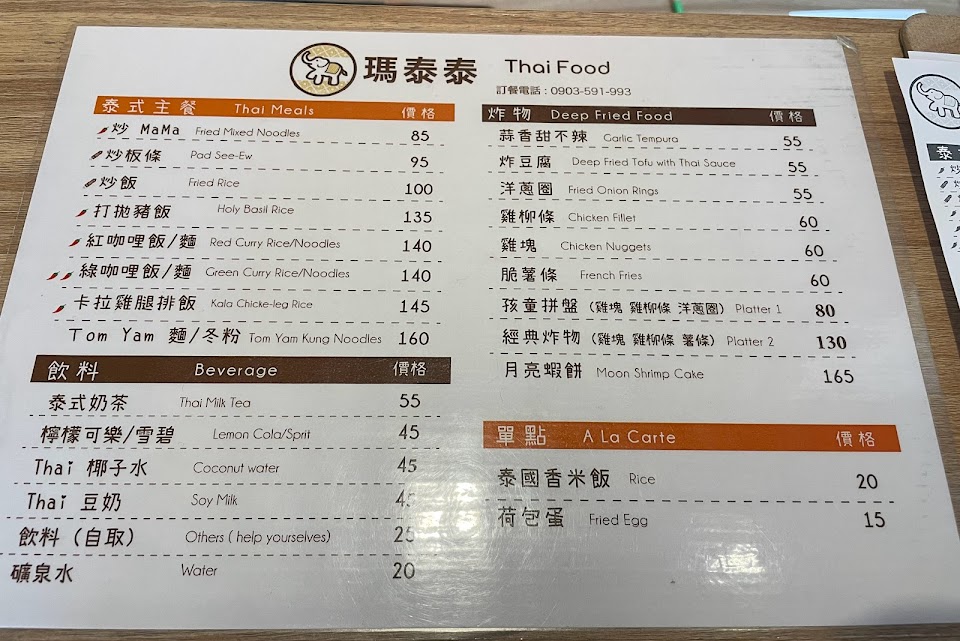 瑪泰泰 Thai Food
訂餐電話：0903-591-993
泰式主餐 Thai Meals 價格
炒 MaMa Fried Mixed Noodles 85
炒板條 Pad See-Ew 95
炒飯 Fried Rice 100
打拋豬飯 Holy Basil Rice 135
紅咖哩飯/麵 Red Curry Rice/Noodles 140
綠咖哩飯/麵 Green Curry Rice/Noodles 140
卡拉雞腿排飯 Kala Chicke-leg Rice 145
Tom Yam 麵/冬粉 Tom Yam Kung Noodles 160
飲料 Beverage 價格
泰式奶茶 Thai Milk Tea 55
檸檬可樂/雪碧 Lemon Cola/Sprit 45
Thai 椰子水 Coconut water 45
Thai 豆奶 Soy Milk
飲料（自取） Others ( help yourselves) 25
礦泉水 Water 20
炸物 Deep Fried Food 價格
蒜香甜不辣 Garlic Tempura 55
炸豆腐 Deep Fried Tofu with Thai Sauce 55
洋蔥圈 Fried Onion Rings 55
雞柳條 Chicken Fillet 60
雞塊 Chicken Nuggets 60
脆薯條 French Fries 60
孩童拼盤（雞塊 雞柳條 洋蔥圈） Platter 1 80
經典炸物（雞塊 雞柳條 薯條） Platter 2 130
月亮蝦餅 Moon Shrimp Cake 165
單點 A La Carte 價格
泰國香米飯 Rice 20
荷包蛋 Fried Egg 15